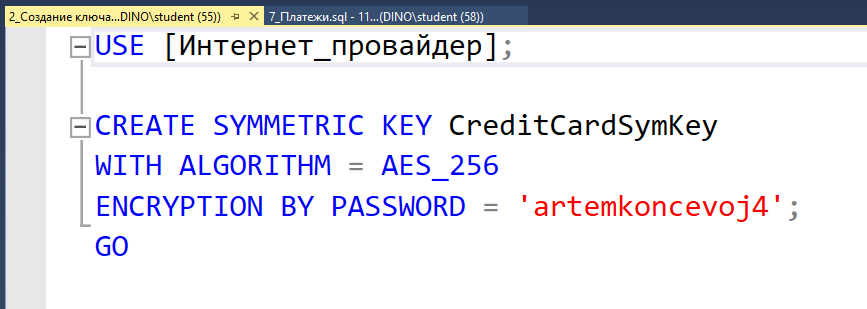 2_Создание ключа...DINO\student (55)) 7_Платежи.sql - 11...(DINO\student (58))
USE [Интернет_провайдер];
CREATE SYMMETRIC KEY CreditCardSymKey
WITH ALGORITHM = AES_256
ENCRYPTION BY PASSWORD = 'artemkoncevoj4';
GO